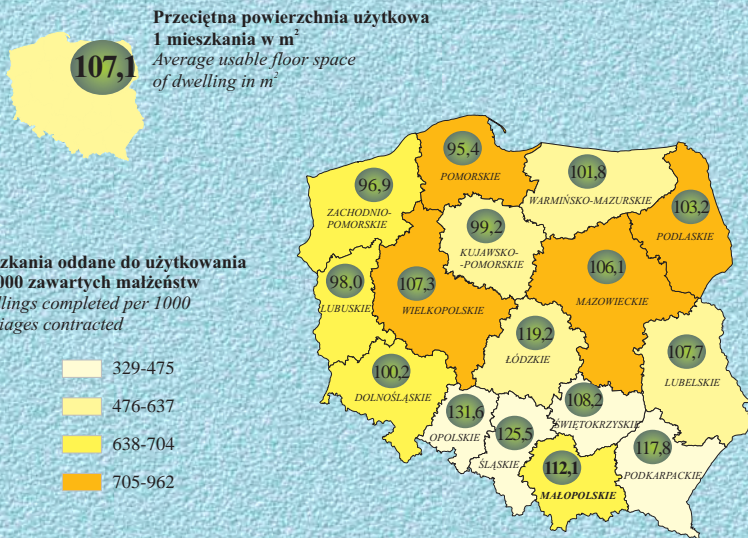 Przeciętna powierzchnia użytkowa
1 mieszkania w m²
Average usable floor space
of dwelling in m²
107,1
95,4
POMORSKIE
96,9
ZACHODNIO-
POMORSKIE
101,8
WARMIŃSKO-MAZURSKIE
103,2
PODLASKIE
99,2
KUJAWSKO-
-POMORSKIE
zkania oddane do użytkowania
000 zawartych małżeństw
llings completed per 1000
iages contracted
98,0
LUBUSKIE
107,3
WIELKOPOLSKIE
106,1
MAZOWIECKIE
119,2
ŁÓDZKIE
107,7
LUBELSKIE
329-475
476-637
638-704
705-962
100,2
DOLNOŚLĄSKIE
131,6
OPOLSKIE
125,5
ŚLĄSKIE
108,2
ŚWIĘTOKRZYSKIE
112,1
MAŁOPOLSKIE
117,8
PODKARPACKIE